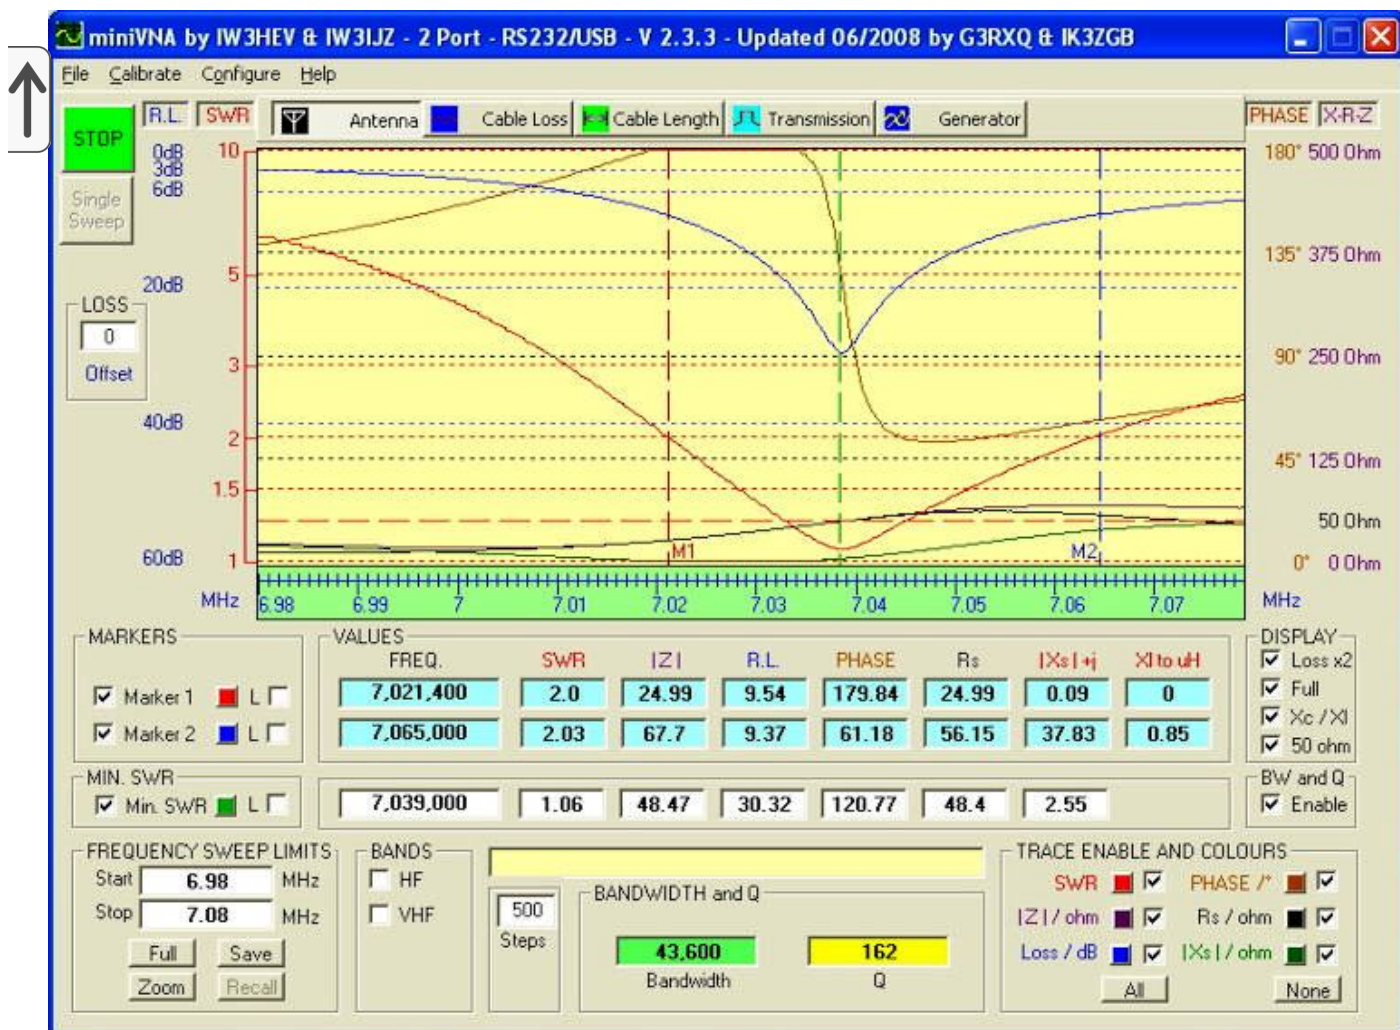 miniVNA by IW3HEV & IW3IJZ - 2 Port - RS232/USB - V 2.3.3 - Updated 06/2008 by G3RXQ & IK3ZGB
File Calibrate Configure Help
STOP R.L. SWR Antenna Cable Loss Cable Length Transmission Generator PHASE X-R-Z
0dB 10 180° 500 Ohm
3dB
6dB
Single
Sweep
135° 375 Ohm
5
20dB
LOSS
0
Offset
3 90° 250 Ohm
40dB
2
45° 125 Ohm
1.5
50 Ohm
60dB 1 M1 M2 0° 0 Ohm
MHz 6.98 6.99 7 7.01 7.02 7.03 7.04 7.05 7.06 7.07 MHz
MARKERS VALUES DISPLAY
FREQ. SWR |Z| R.L. PHASE Rs |Xs|+j Xl to uH Loss x2
Marker 1 L 7,021,400 2.0 24.99 9.54 179.84 24.99 0.09 0 Full
Xc / Xl
Marker 2 L 7,065,000 2.03 67.7 9.37 61.18 56.15 37.83 0.85 50 ohm
MIN. SWR BW and Q
Min. SWR L 7,039,000 1.06 48.47 30.32 120.77 48.4 2.55 Enable
FREQUENCY SWEEP LIMITS BANDS TRACE ENABLE AND COLOURS
Start 6.98 MHz HF SWR PHASE /°
Stop 7.08 MHz VHF 500 BANDWIDTH and Q |Z| / ohm Rs / ohm
Steps
Full Save 43,600 162 Loss / dB |Xs| / ohm
Bandwidth Q
Zoom Recall All None